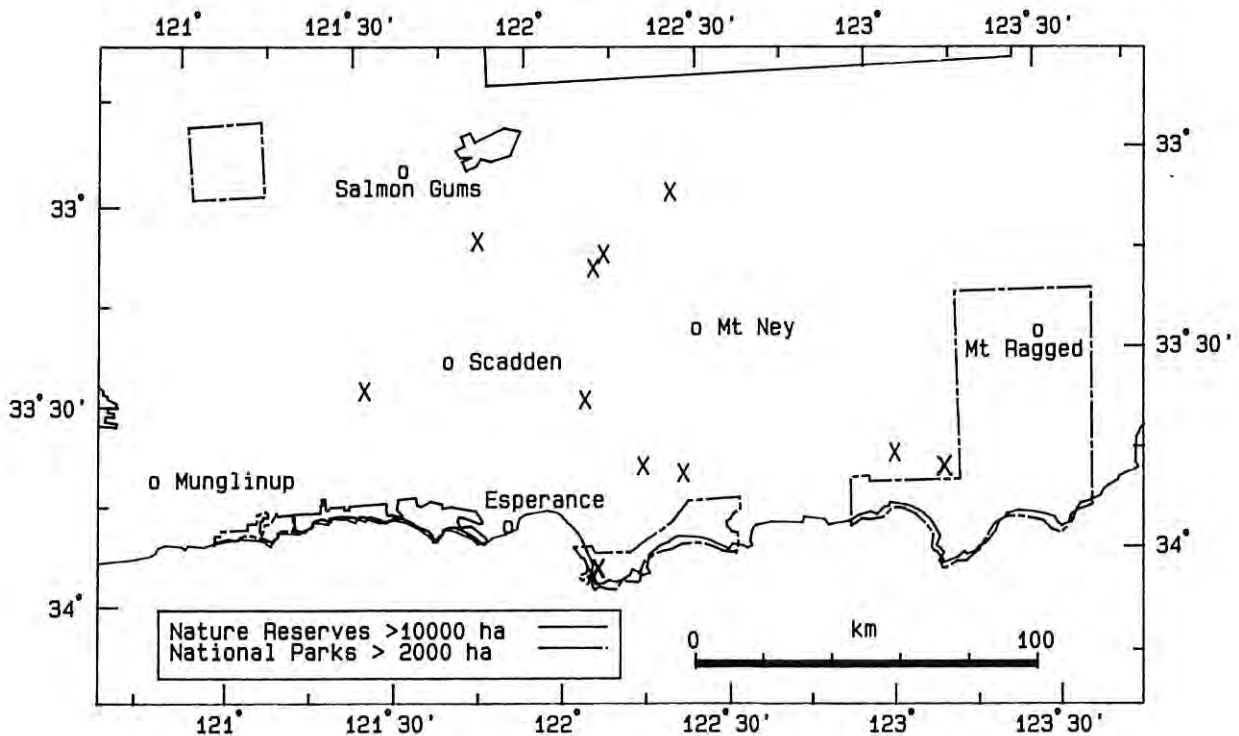 121° 121°30' 122° 122°30' 123° 123°30'
33°
Salmon Gums
33°
X
X
X
X
Mt Ney
Mt Ragged
33°30'
Scadden
X
X
33°30'
X
X
X
X
Munglinup
Esperance
34°
X
X
34°
Nature Reserves >10000 ha
National Parks > 2000 ha
0 km 100
121° 121°30' 122° 122°30' 123° 123°30'